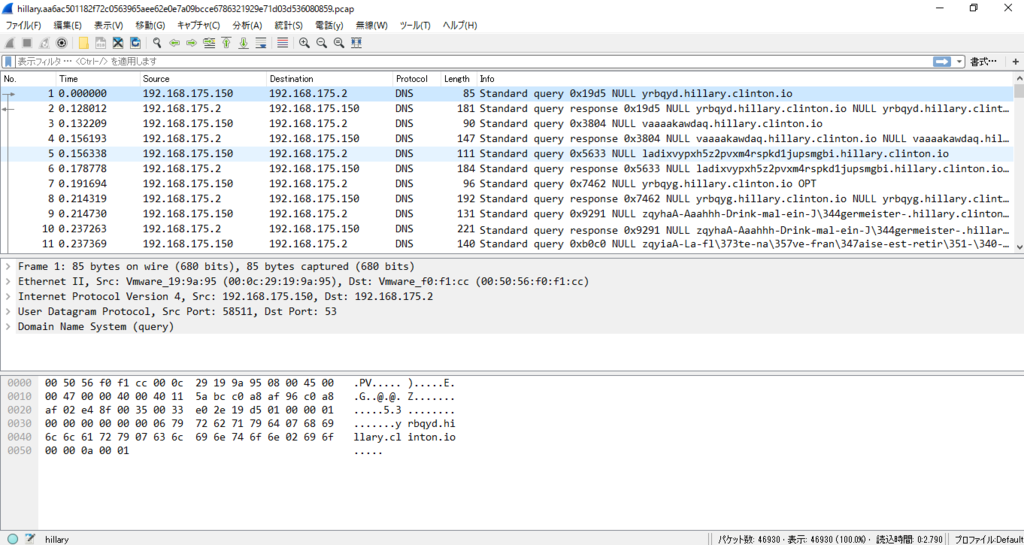 hillary.aa6ac501182f72c0563965aee62e0e7a09bcce6786321929e71d03d536080859.pcap
ファイル(F) 編集(E) 表示(V) 移動(G) キャプチャ(C) 分析(A) 統計(S) 電話(y) 無線(W) ツール(T) ヘルプ(H)
表示フィルタ … <Ctrl-/> を適用します 書式… +
No. Time Source Destination Protocol Length Info
1 0.000000 192.168.175.150 192.168.175.2 DNS 85 Standard query 0x19d5 NULL yrbqyd.hillary.clinton.io
2 0.128012 192.168.175.2 192.168.175.150 DNS 181 Standard query response 0x19d5 NULL yrbqyd.hillary.clinton.io NULL yrbqyd.hillary.clint…
3 0.132209 192.168.175.150 192.168.175.2 DNS 90 Standard query 0x3804 NULL vaaaakawdaq.hillary.clinton.io
4 0.156193 192.168.175.2 192.168.175.150 DNS 147 Standard query response 0x3804 NULL vaaaakawdaq.hillary.clinton.io NULL vaaaakawdaq.hil…
5 0.156338 192.168.175.150 192.168.175.2 DNS 111 Standard query 0x5633 NULL ladixvypxh5z2pvxm4rspkd1jupsmgbi.hillary.clinton.io
6 0.178778 192.168.175.2 192.168.175.150 DNS 184 Standard query response 0x5633 NULL ladixvypxh5z2pvxm4rspkd1jupsmgbi.hillary.clinton.io…
7 0.191694 192.168.175.150 192.168.175.2 DNS 96 Standard query 0x7462 NULL yrbqyg.hillary.clinton.io OPT
8 0.214319 192.168.175.2 192.168.175.150 DNS 192 Standard query response 0x7462 NULL yrbqyg.hillary.clinton.io NULL yrbqyg.hillary.clint…
9 0.214730 192.168.175.150 192.168.175.2 DNS 131 Standard query 0x9291 NULL zqyhaA-Aaahhh-Drink-mal-ein-J\344germeister-.hillary.clinton…
10 0.237263 192.168.175.2 192.168.175.150 DNS 221 Standard query response 0x9291 NULL zqyhaA-Aaahhh-Drink-mal-ein-J\344germeister-.hillar…
11 0.237369 192.168.175.150 192.168.175.2 DNS 140 Standard query 0xb0c0 NULL zqyiaA-La-fl\373te-na\357ve-fran\347aise-est-retir\351-\340-…
Frame 1: 85 bytes on wire (680 bits), 85 bytes captured (680 bits)
Ethernet II, Src: Vmware_19:9a:95 (00:0c:29:19:9a:95), Dst: Vmware_f0:f1:cc (00:50:56:f0:f1:cc)
Internet Protocol Version 4, Src: 192.168.175.150, Dst: 192.168.175.2
User Datagram Protocol, Src Port: 58511, Dst Port: 53
Domain Name System (query)
0000 00 50 56 f0 f1 cc 00 0c 29 19 9a 95 08 00 45 00 .PV..... ).....E.
0010 00 47 00 00 40 00 40 11 5a bc c0 a8 af 96 c0 a8 .G..@.@. Z.......
0020 af 02 e4 8f 00 35 00 33 e0 2e 19 d5 01 00 00 01 .....5.3 ........
0030 00 00 00 00 00 00 06 79 72 62 71 79 64 07 68 69 .......y rbqyd.hi
0040 6c 6c 61 72 79 07 63 6c 69 6e 74 6f 6e 02 69 6f llary.cl inton.io
0050 00 00 0a 00 01 .....
hillary パケット数: 46930 · 表示: 46930 (100.0%) · 読込時間: 0:2.790 プロファイル:Default